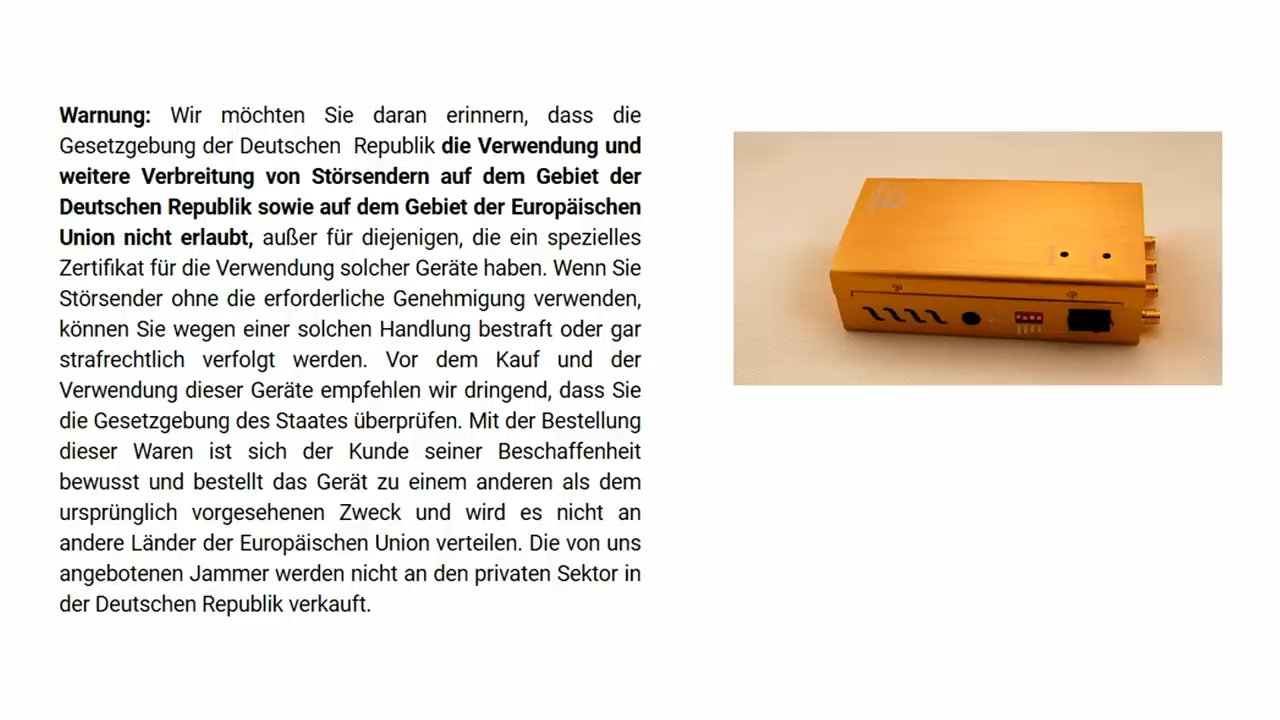 Warnung: Wir möchten Sie daran erinnern, dass die
Gesetzgebung der Deutschen Republik die Verwendung und
weitere Verbreitung von Störsendern auf dem Gebiet der
Deutschen Republik sowie auf dem Gebiet der Europäischen
Union nicht erlaubt, außer für diejenigen, die ein spezielles
Zertifikat für die Verwendung solcher Geräte haben. Wenn Sie
Störsender ohne die erforderliche Genehmigung verwenden,
können Sie wegen einer solchen Handlung bestraft oder gar
strafrechtlich verfolgt werden. Vor dem Kauf und der
Verwendung dieser Geräte empfehlen wir dringend, dass Sie
die Gesetzgebung des Staates überprüfen. Mit der Bestellung
dieser Waren ist sich der Kunde seiner Beschaffenheit
bewusst und bestellt das Gerät zu einem anderen als dem
ursprünglich vorgesehenen Zweck und wird es nicht an
andere Länder der Europäischen Union verteilen. Die von uns
angebotenen Jammer werden nicht an den privaten Sektor in
der Deutschen Republik verkauft.